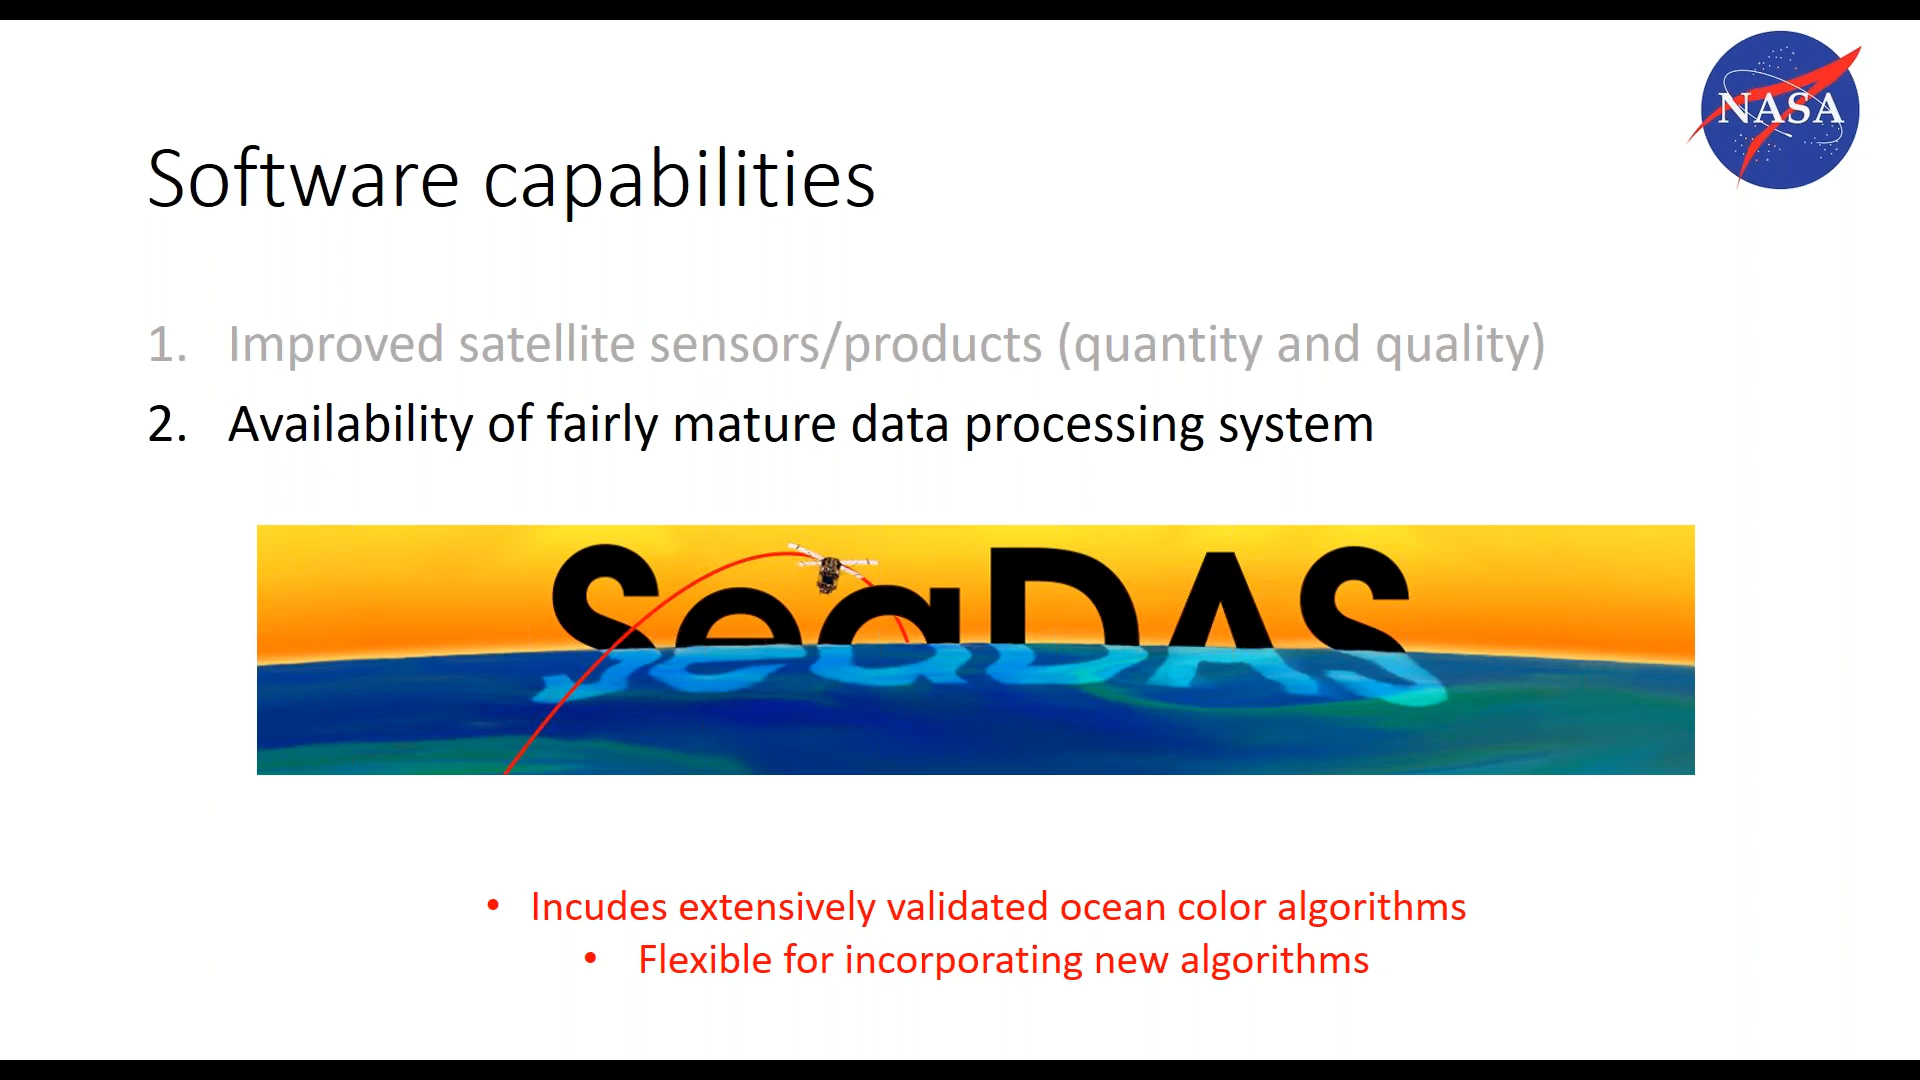 NASA
Software capabilities
1. Improved satellite sensors/products (quantity and quality)
2. Availability of fairly mature data processing system
SeaDAS
• Incudes extensively validated ocean color algorithms
• Flexible for incorporating new algorithms